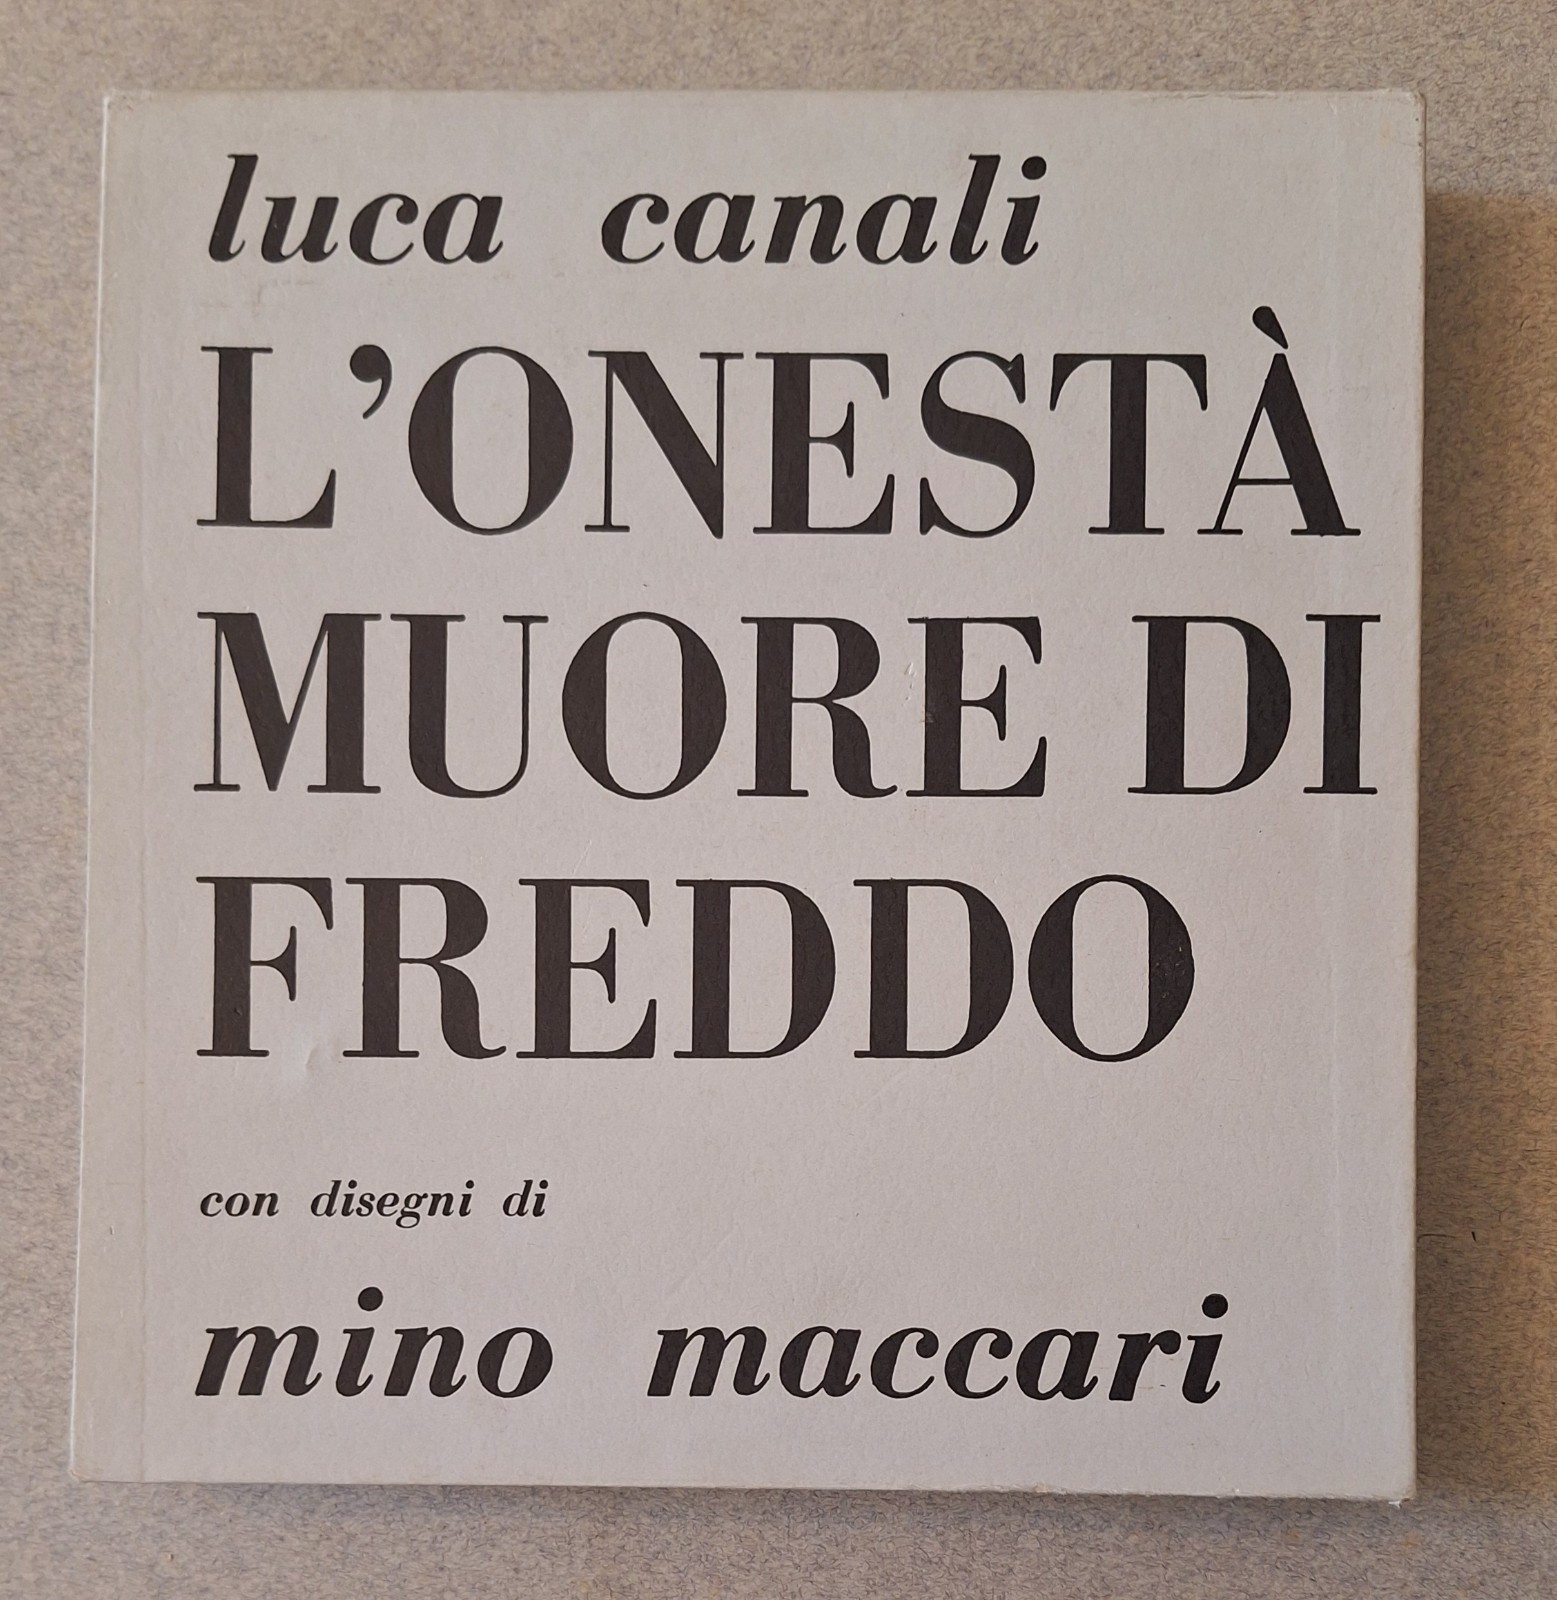 luca canali
L’ONESTÀ
MUORE DI
FREDDO
con disegni di
mino maccari